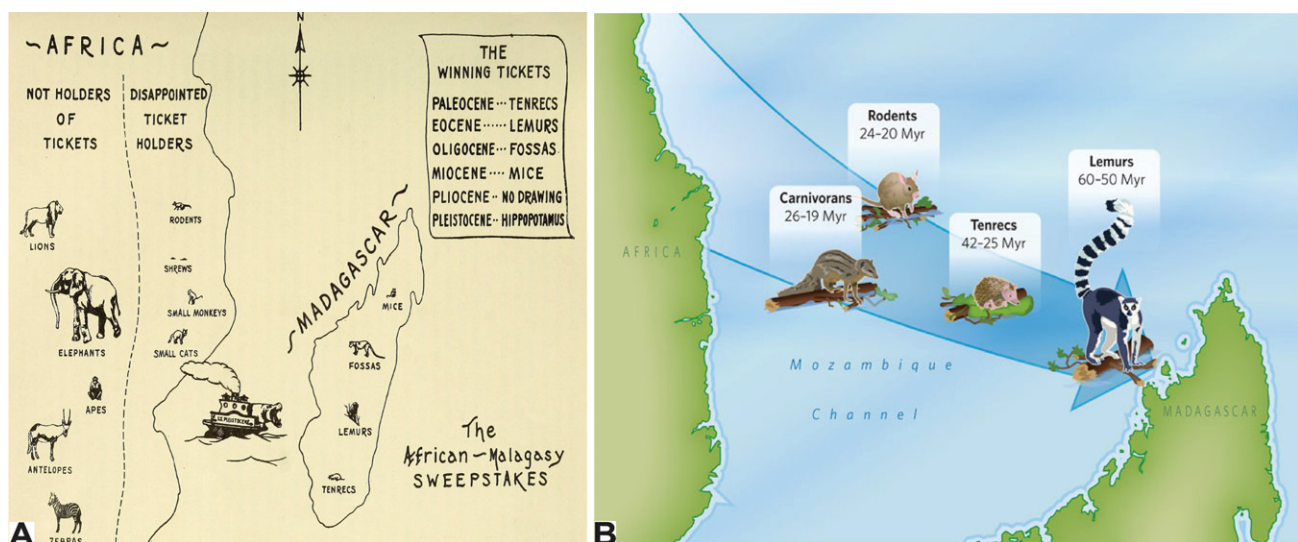 ~AFRICA~
NOT HOLDERS
OF
TICKETS
DISAPPOINTED
TICKET
HOLDERS
N
THE
WINNING TICKETS
PALEOCENE··· TENRECS
EOCENE······ LEMURS
OLIGOCENE··· FOSSAS
MIOCENE···· MICE
PLIOCENE·· NO DRAWING
PLEISTOCENE·· HIPPOPOTAMUS
LIONS
ELEPHANTS
APES
ANTELOPES
ZEBRAS
RODENTS
SHREWS
SMALL MONKEYS
SMALL CATS
~MADAGASCAR~
MICE
FOSSAS
LEMURS
TENRECS
The
African-Malagasy
SWEEPSTAKES
A
Rodents
24–20 Myr
Lemurs
60–50 Myr
Carnivorans
26–19 Myr
Tenrecs
42–25 Myr
AFRICA
Mozambique
Channel
MADAGASCAR
B